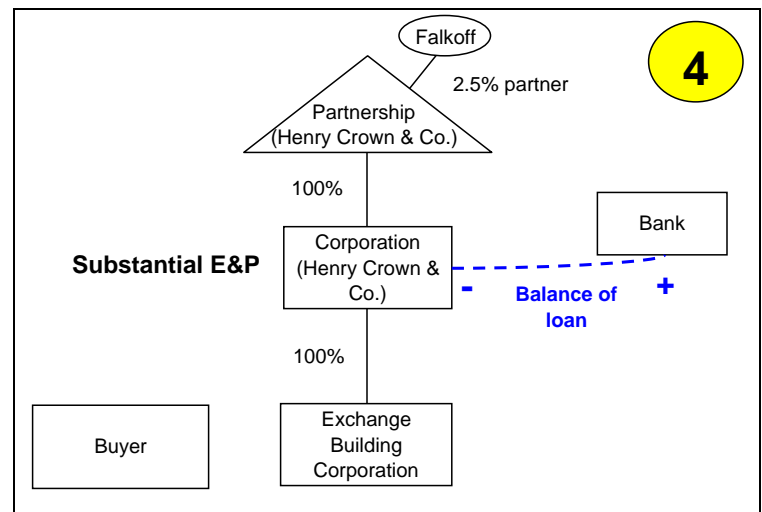 Falkoff
4
2.5% partner
Partnership
(Henry Crown & Co.)
100%
Bank
Substantial E&P
Corporation
(Henry Crown &
Co.)
-
+
Balance of
loan
100%
Buyer
Exchange
Building
Corporation